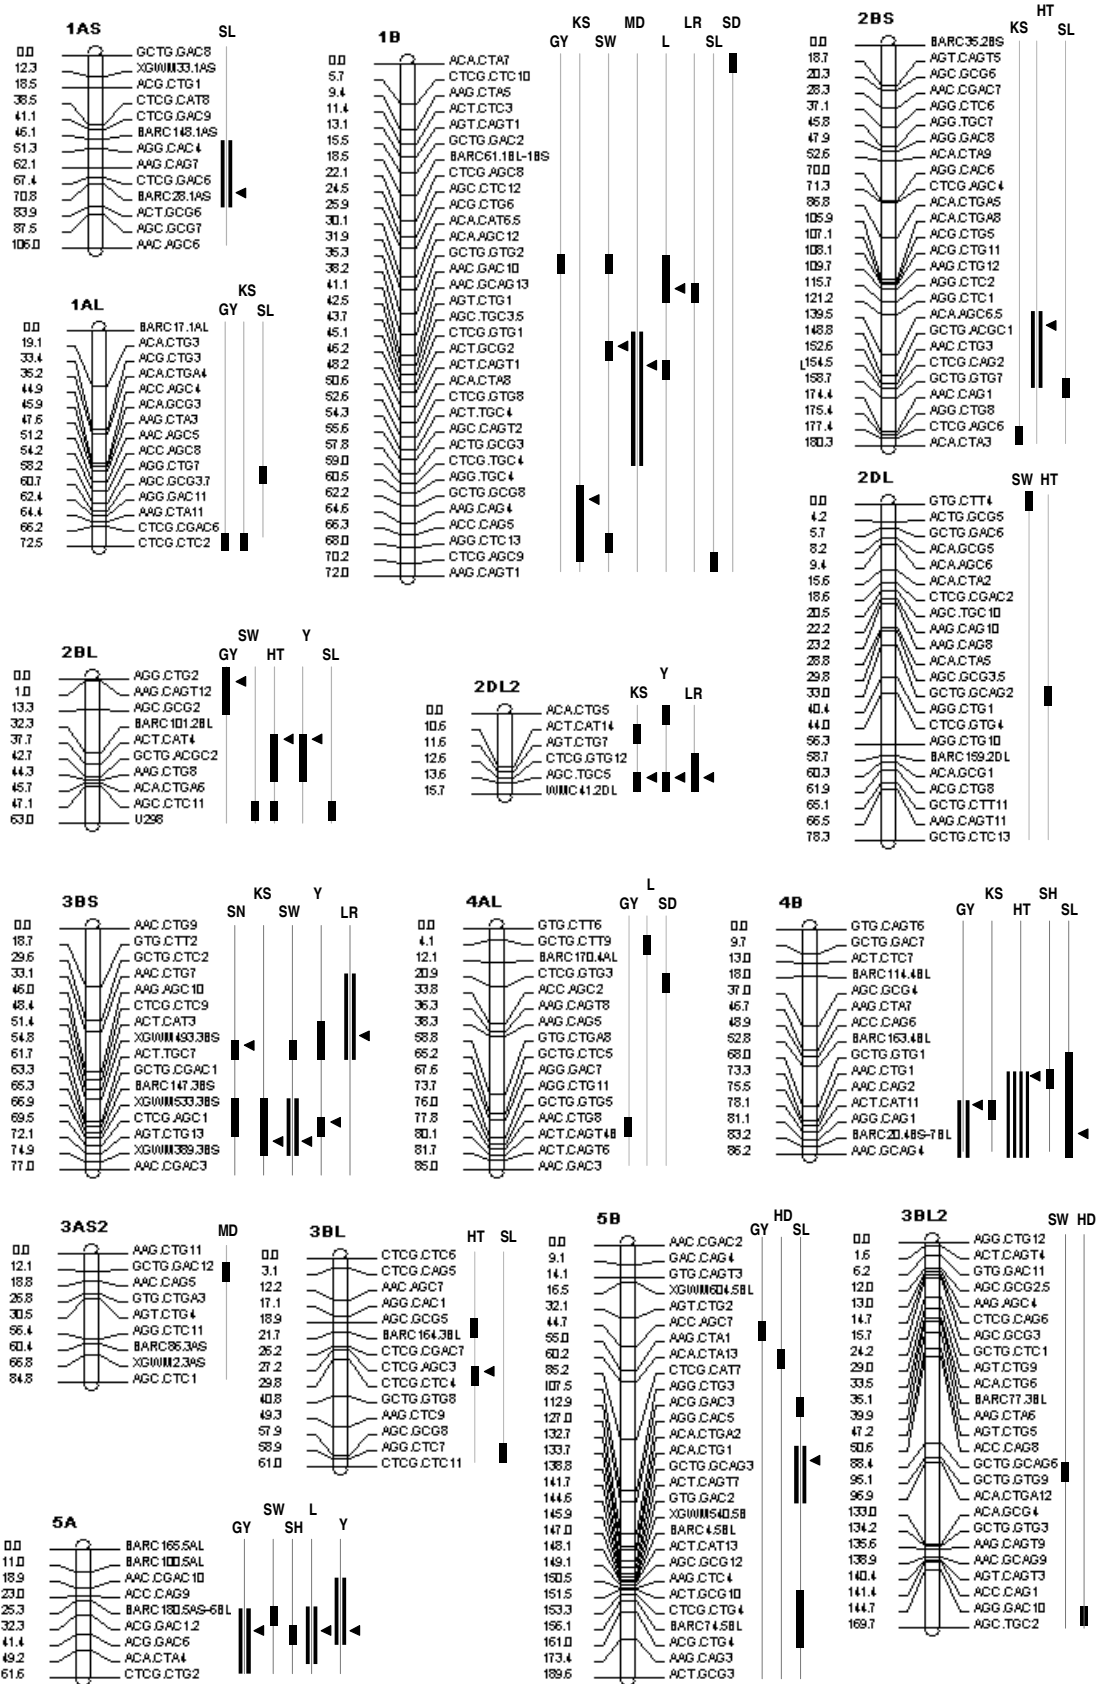 1AS
SL
0.0 GCTG.GAC8
12.3 XGWM33.1AS
18.5 ACG.CTG1
38.5 CTCG.CAT8
41.1 CTCG.GAC9
46.1 BARC148.1AS
51.3 AGG.CAC4
62.1 AAG.CAG7
67.4 CTCG.GAC6
70.8 BARC28.1AS
83.9 ACT.GCG6
87.5 AGC.GCG7
106.0 AAC.AGC6
1AL
GY KS SL
0.0 BARC17.1AL
19.1 ACA.CTG3
33.4 ACG.CTG3
35.2 ACA.CTGA4
44.9 ACC.AGC4
45.9 ACA.GCG3
47.6 AAG.CTA3
51.2 AAC.AGC5
54.2 ACC.AGC8
58.2 AGG.CTG7
60.7 AGC.GCG3.7
62.4 AGG.GAC11
64.4 AAG.CTA11
66.2 CTCG.CGAC6
72.5 CTCG.CTC2
1B
GY KS SW MD L LR SL SD
0.0 ACA.CTA7
5.7 CTCG.CTC10
9.4 AAG.CTA5
11.4 ACT.CTC3
13.1 AGT.CAGT1
15.5 GCTG.GAC2
18.5 BARC61.1BL-1BS
22.1 CTCG.AGC8
24.5 AGC.CTC12
25.9 ACG.CTG6
30.1 ACA.CAT6.5
31.9 ACA.AGC12
35.3 GCTG.GTG2
38.2 AAC.GAC10
41.1 AAC.GCAG13
42.5 AGT.CTG1
43.7 AGC.TGC3.5
45.1 CTCG.GTG1
46.2 ACT.GCG2
48.2 ACT.CAGT1
50.6 ACA.CTA8
52.6 CTCG.GTG8
54.3 ACT.TGC4
55.6 AGC.CAGT2
57.8 ACTG.GCG3
59.0 CTCG.TGC4
60.5 AGG.TGC4
62.2 GCTG.GCG8
64.6 AAG.CAG4
66.3 ACC.CAG5
68.0 AGG.CTC13
70.2 CTCG.AGC9
72.0 AAG.CAGT1
2BS
KS HT SL
0.0 BARC35.2BS
18.7 AGT.CAGT5
20.3 AGC.GCG6
28.3 AAC.CGAC7
37.1 AGG.CTC6
45.8 AGG.TGC7
47.9 AGG.GAC8
52.6 ACA.CTA9
70.0 AGG.CAC6
71.3 CTCG.AGC4
86.8 ACA.CTGA5
105.9 ACA.CTGA8
107.1 ACG.CTG5
108.1 ACG.CTG11
109.7 AAG.CTG12
115.7 AGG.CTC2
121.2 AGG.CTC1
139.5 ACA.AGC6.5
148.8 GCTG.ACGC1
152.6 AAC.CTG3
154.5 CTCG.CAG2
158.7 GCTG.GTG7
174.4 AAC.CAG1
175.4 AGG.CTG8
177.4 CTCG.AGC6
180.3 ACA.CTA3
2DL
SW HT
0.0 GTG.CTT4
4.2 ACTG.GCG5
5.7 GCTG.GAC6
8.2 ACA.GCG5
9.4 ACA.AGC6
15.6 ACA.CTA2
18.6 CTCG.CGAC2
20.5 AGC.TGC10
22.2 AAG.CAG10
23.2 AAG.CAG8
28.8 ACA.CTA5
29.8 AGC.GCG3.5
33.0 GCTG.GCAG2
40.4 AGG.CTG1
44.0 CTCG.GTG4
56.3 AGG.CTG10
58.7 BARC159.2DL
60.3 ACA.GCG1
61.9 ACG.CTG8
65.1 GCTG.CTT11
66.5 AAG.CAGT11
78.3 GCTG.CTC13
2BL
GY SW HT Y SL
0.0 AGG.CTG2
1.0 AAG.CAGT12
13.3 AGC.GCG2
32.3 BARC101.2BL
37.7 ACT.CAT4
42.7 GCTG.ACGC2
44.3 AAG.CTG8
45.7 ACA.CTGA6
47.1 AGC.CTC11
63.0 U298
2DL2
KS Y LR
0.0 ACA.CTG5
10.6 ACT.CAT14
11.6 AGT.CTG7
12.6 CTCG.GTG12
13.6 AGC.TGC5
15.7 WMC41.2DL
3BS
SN KS SW Y LR
0.0 AAC.CTG9
18.7 GTG.CTT2
29.6 GCTG.CTC2
33.1 AAC.CTG7
46.0 AAG.AGC10
48.4 CTCG.CTC9
51.4 ACT.CAT3
54.8 XGWM493.3BS
61.7 ACT.TGC7
63.3 GCTG.CGAC1
65.3 BARC147.3BS
66.9 XGWM533.3BS
69.5 CTCG.AGC1
72.1 AGT.CTG13
74.9 XGWM389.3BS
77.0 AAC.CGAC3
4AL
GY L SD
0.0 GTG.CTT6
4.1 GCTG.CTT9
12.1 BARC170.4AL
20.9 CTCG.GTG3
33.8 ACC.AGC2
36.3 AAG.CAGT8
38.3 AAG.CAG5
58.8 GTG.CTGA8
65.2 GCTG.CTC5
67.6 AGG.GAC7
73.7 AGG.CTG11
76.0 GCTG.GTG5
77.8 AAC.CTG8
80.1 ACT.CAGT4B
81.7 ACT.CAGT6
85.0 AAC.GAC3
4B
GY KS HT SH SL
0.0 GTG.CAGT6
9.7 GCTG.GAC7
13.0 ACT.CTC7
18.0 BARC114.4BL
37.0 AGC.GCG4
46.7 AAG.CTA7
48.9 ACC.CAG6
52.8 BARC163.4BL
68.0 GCTG.GTG1
73.3 AAC.CTG1
75.5 AAC.CAG2
78.1 ACT.CAT11
81.1 AGG.CAG1
83.2 BARC20.4BS-7BL
86.2 AAC.GCAG4
3AS2
MD
0.0 AAG.CTG11
12.1 GCTG.GAC12
18.8 AAC.CAG5
26.8 GTG.CTGA3
30.5 AGT.CTG4
56.4 AGG.CTC11
60.4 BARC86.3AS
66.8 XGWM2.3AS
84.8 AGC.CTC1
3BL
HT SL
0.0 CTCG.CTC6
3.1 CTCG.CAG5
12.2 AAC.AGC7
17.1 AGG.CAC1
18.9 AGC.GCG5
21.7 BARC164.3BL
26.2 CTCG.CGAC7
27.2 CTCG.AGC3
29.8 CTCG.CTC4
40.8 GCTG.GTG8
49.3 AAG.CTC9
57.9 AGC.GCG8
58.9 AGG.CTC7
61.0 CTCG.CTC11
5B
GY HD SL
0.0 AAC.CGAC2
9.1 GAC.CAG4
14.1 GTG.CAGT3
16.5 XGWM604.5BL
32.1 AGT.CTG2
44.7 ACC.AGC7
55.0 AAG.CTA1
60.2 ACA.CTA13
85.2 CTCG.CAT7
107.5 AGG.CTG3
112.9 ACG.GAC3
127.0 AGG.CAC5
132.7 ACA.CTGA2
133.7 ACA.CTG1
138.8 GCTG.GCAG3
141.7 ACT.CAGT7
144.6 GTG.GAC2
145.9 XGWM540.5B
147.0 BARC4.5BL
148.1 ACT.CAT13
149.1 AGC.GCG12
150.5 AAG.CTC4
151.5 ACT.GCG10
153.3 CTCG.CTG4
156.1 BARC74.5BL
161.0 ACG.CTG4
173.4 AAG.CAG3
189.6 ACT.GCG3
3BL2
SW HD
0.0 AGG.CTG12
1.6 ACT.CAGT4
6.2 GTG.GAC11
12.0 AGC.GCG2.5
13.0 AAG.AGC4
14.7 CTCG.CAG6
15.7 AGC.GCG3
24.2 GCTG.CTC1
29.0 AGT.CTG9
33.5 ACA.CTG6
35.1 BARC77.3BL
39.9 AAG.CTA6
47.2 AGT.CTG5
50.6 ACC.CAG8
88.4 GCTG.GCAG6
95.1 GCTG.GTG9
96.9 ACA.CTGA12
133.0 ACA.GCG4
134.2 GCTG.GTG3
135.6 AAG.CAGT9
138.9 AAC.GCAG9
140.4 AGT.CAGT3
141.4 ACC.CAG1
144.7 AGG.GAC10
169.7 AGC.TGC2
5A
GY SW SH L Y
0.0 BARC165.5AL
11.0 BARC100.5AL
18.9 AAC.CGAC10
23.0 ACC.CAG9
25.3 BARC180.5AS-6BL
32.3 ACG.GAC1.2
41.4 ACG.GAC6
49.2 ACA.CTA4
61.6 CTCG.CTG2